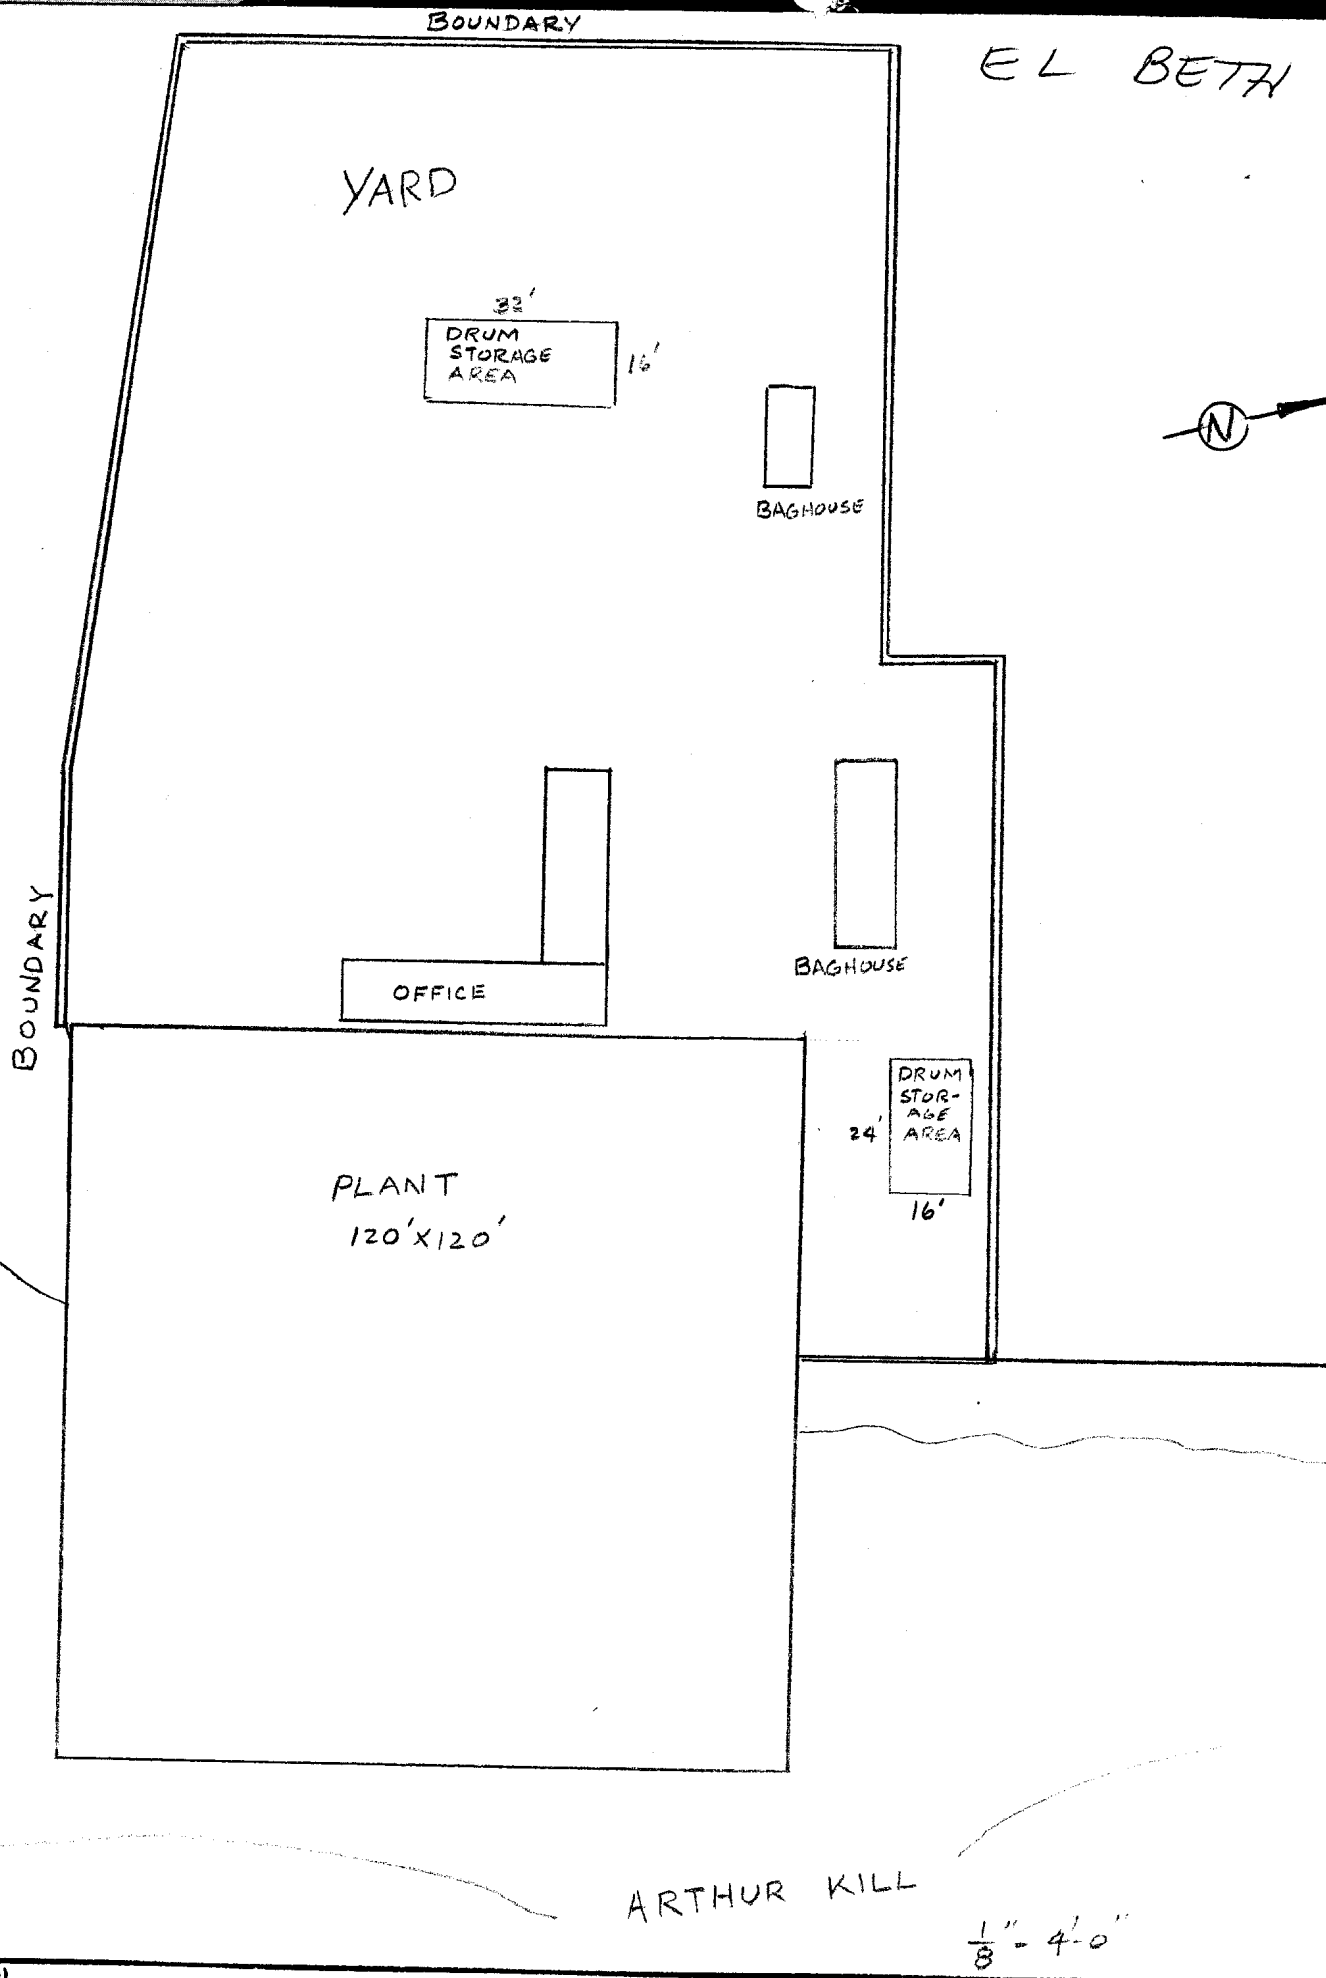 BOUNDARY
EL BETH
YARD
32'
DRUM
STORAGE
AREA
16'
N
BAGHOUSE
BOUNDARY
BAGHOUSE
OFFICE
DRUM
STOR-
AGE
AREA
24'
16'
PLANT
120'X120'
ARTHUR KILL
1/8" - 4'-0"